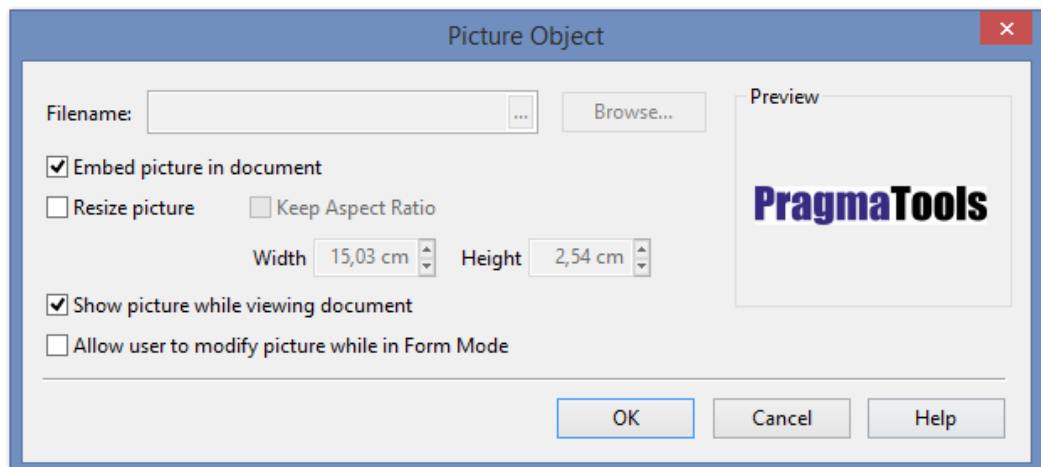 Picture Object
Filename: ... Browse... Preview
Embed picture in document
Resize picture Keep Aspect Ratio
PragmaTools
Width 15,03 cm Height 2,54 cm
Show picture while viewing document
Allow user to modify picture while in Form Mode
OK Cancel Help